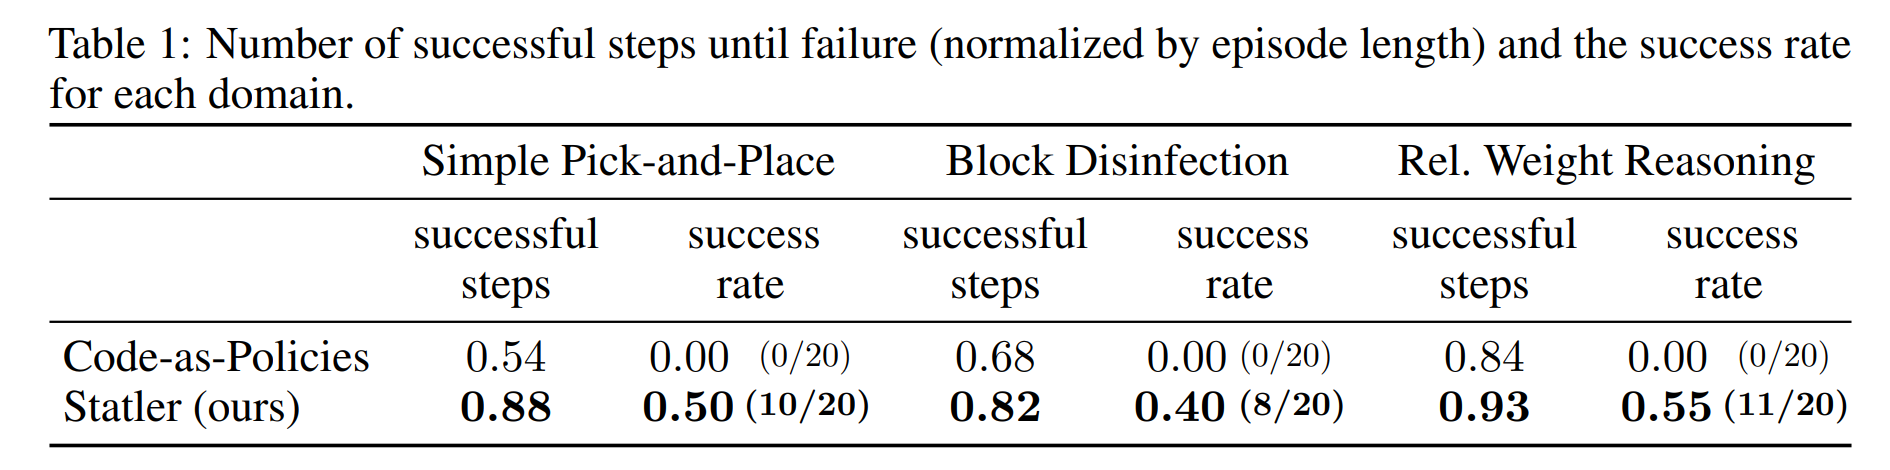 Table 1: Number of successful steps until failure (normalized by episode length) and the success rate
for each domain.
Simple Pick-and-Place Block Disinfection Rel. Weight Reasoning
successful success successful success successful success
steps rate steps rate steps rate
Code-as-Policies 0.54 0.00 (0/20) 0.68 0.00 (0/20) 0.84 0.00 (0/20)
Statler (ours) 0.88 0.50 (10/20) 0.82 0.40 (8/20) 0.93 0.55 (11/20)